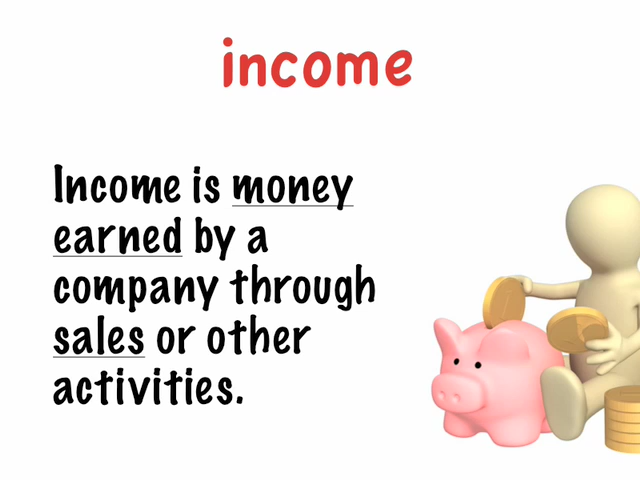 income
Income is money
earned by a
company through
sales or other
activities.